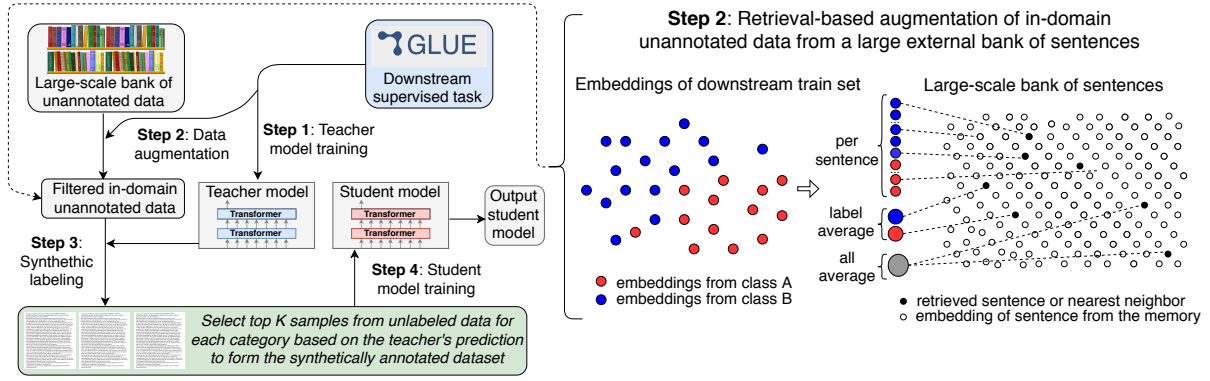 Large-scale bank of
unannotated data
GLUE
Downstream
supervised task
Step 2: Data
augmentation
Step 1: Teacher
model training
Filtered in-domain
unannotated data
Teacher model
Transformer
Transformer
Student model
Transformer
Transformer
Output
student
model
Step 3:
Synthethic
labeling
Step 4: Student
model training
Select top K samples from unlabeled data for
each category based on the teacher's prediction
to form the synthetically annotated dataset
Step 2: Retrieval-based augmentation of in-domain
unannotated data from a large external bank of sentences
Embeddings of downstream train set
embeddings from class A
embeddings from class B
Large-scale bank of sentences
per
sentence
label
average
all
average
retrieved sentence or nearest neighbor
embedding of sentence from the memory